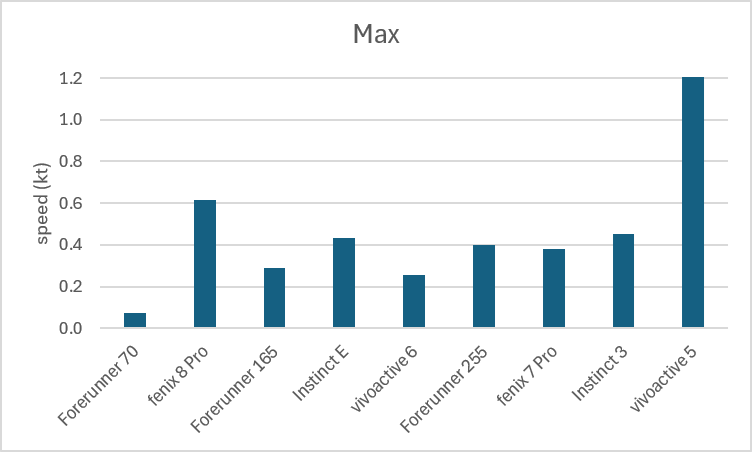 Max
speed (kt)
1.2
1.0
0.8
0.6
0.4
0.2
0.0
Forerunner 70
fenix 8 Pro
Forerunner 165
Instinct E
vivoactive 6
Forerunner 255
fenix 7 Pro
Instinct 3
vivoactive 5